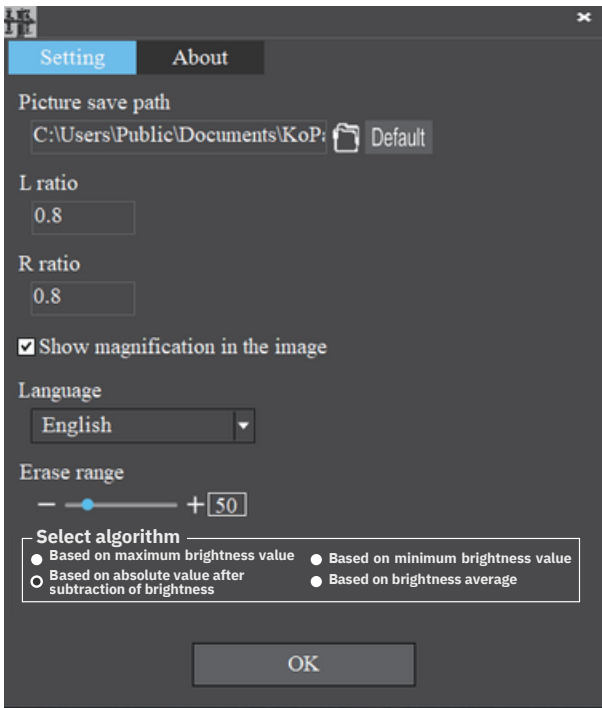 Setting About
Picture save path
C:\Users\Public\Documents\KoPa Default
L ratio
0.8
R ratio
0.8
Show magnification in the image
Language
English
Erase range
50
Select algorithm
Based on maximum brightness value Based on minimum brightness value
Based on absolute value after
subtraction of brightness
Based on brightness average
OK